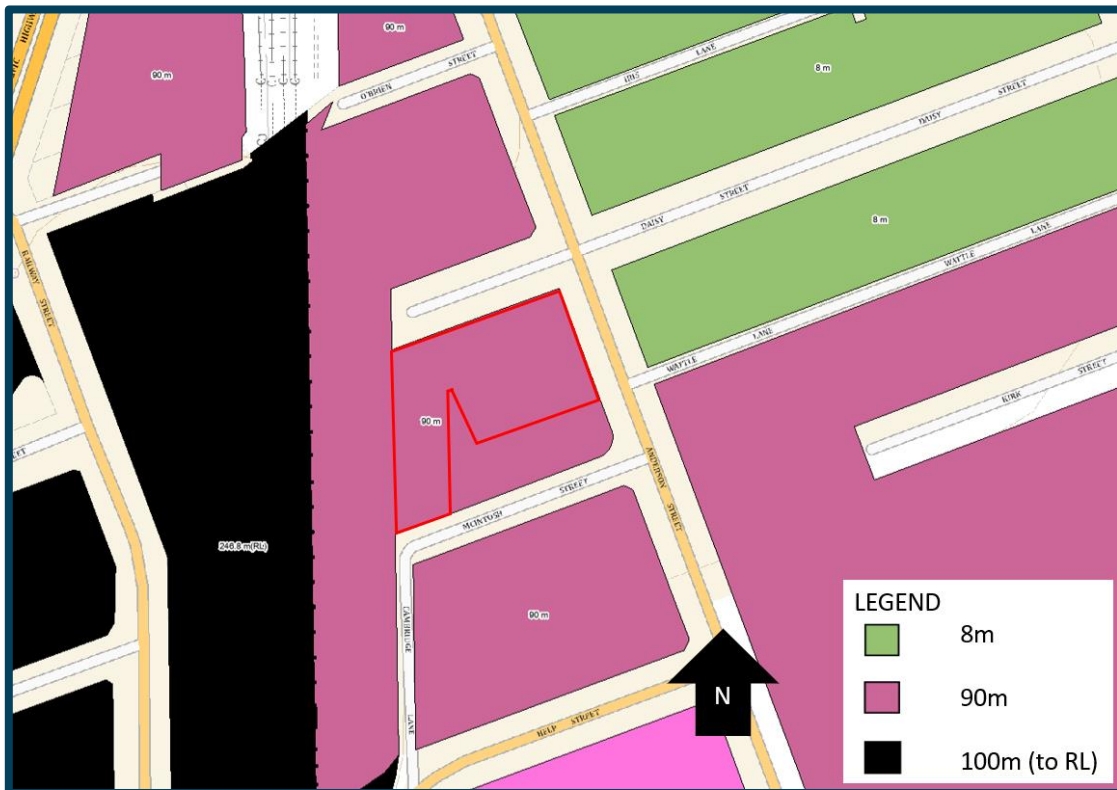 HIGHWAY
90 m
90 m
O'BRIEN STREET
IRIS LANE
8 m
DAISY STREET
DAISY STREET
8 m
WATTLE LANE
WATTLE LANE
RAILWAY STREET
KIRK STREET
90 m
ANDERSON STREET
MCINTOSH STREET
246.8 m(RL)
CAMBRIDGE LANE
90 m
HELP STREET
N
LEGEND
8m
90m
100m (to RL)